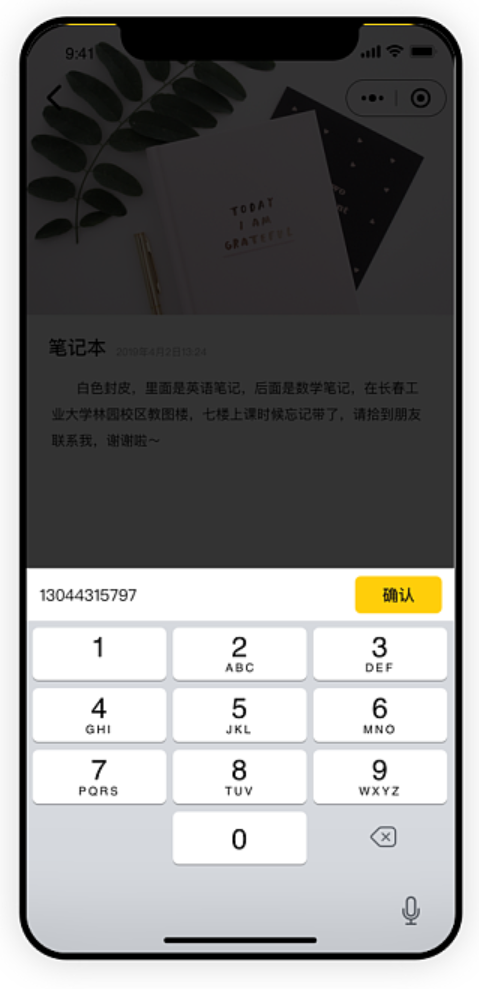 9:41
TODAY
I AM
GRATEFUL
笔记本 2019年4月2日13:24
白色封皮，里面是英语笔记，后面是数学笔记，在长春工
业大学林园校区教图楼，七楼上课时候忘记带了，请拾到朋友
联系我，谢谢啦～
13044315797 确认
1 2 3
ABC DEF
4 5 6
GHI JKL MNO
7 8 9
PQRS TUV WXYZ
0